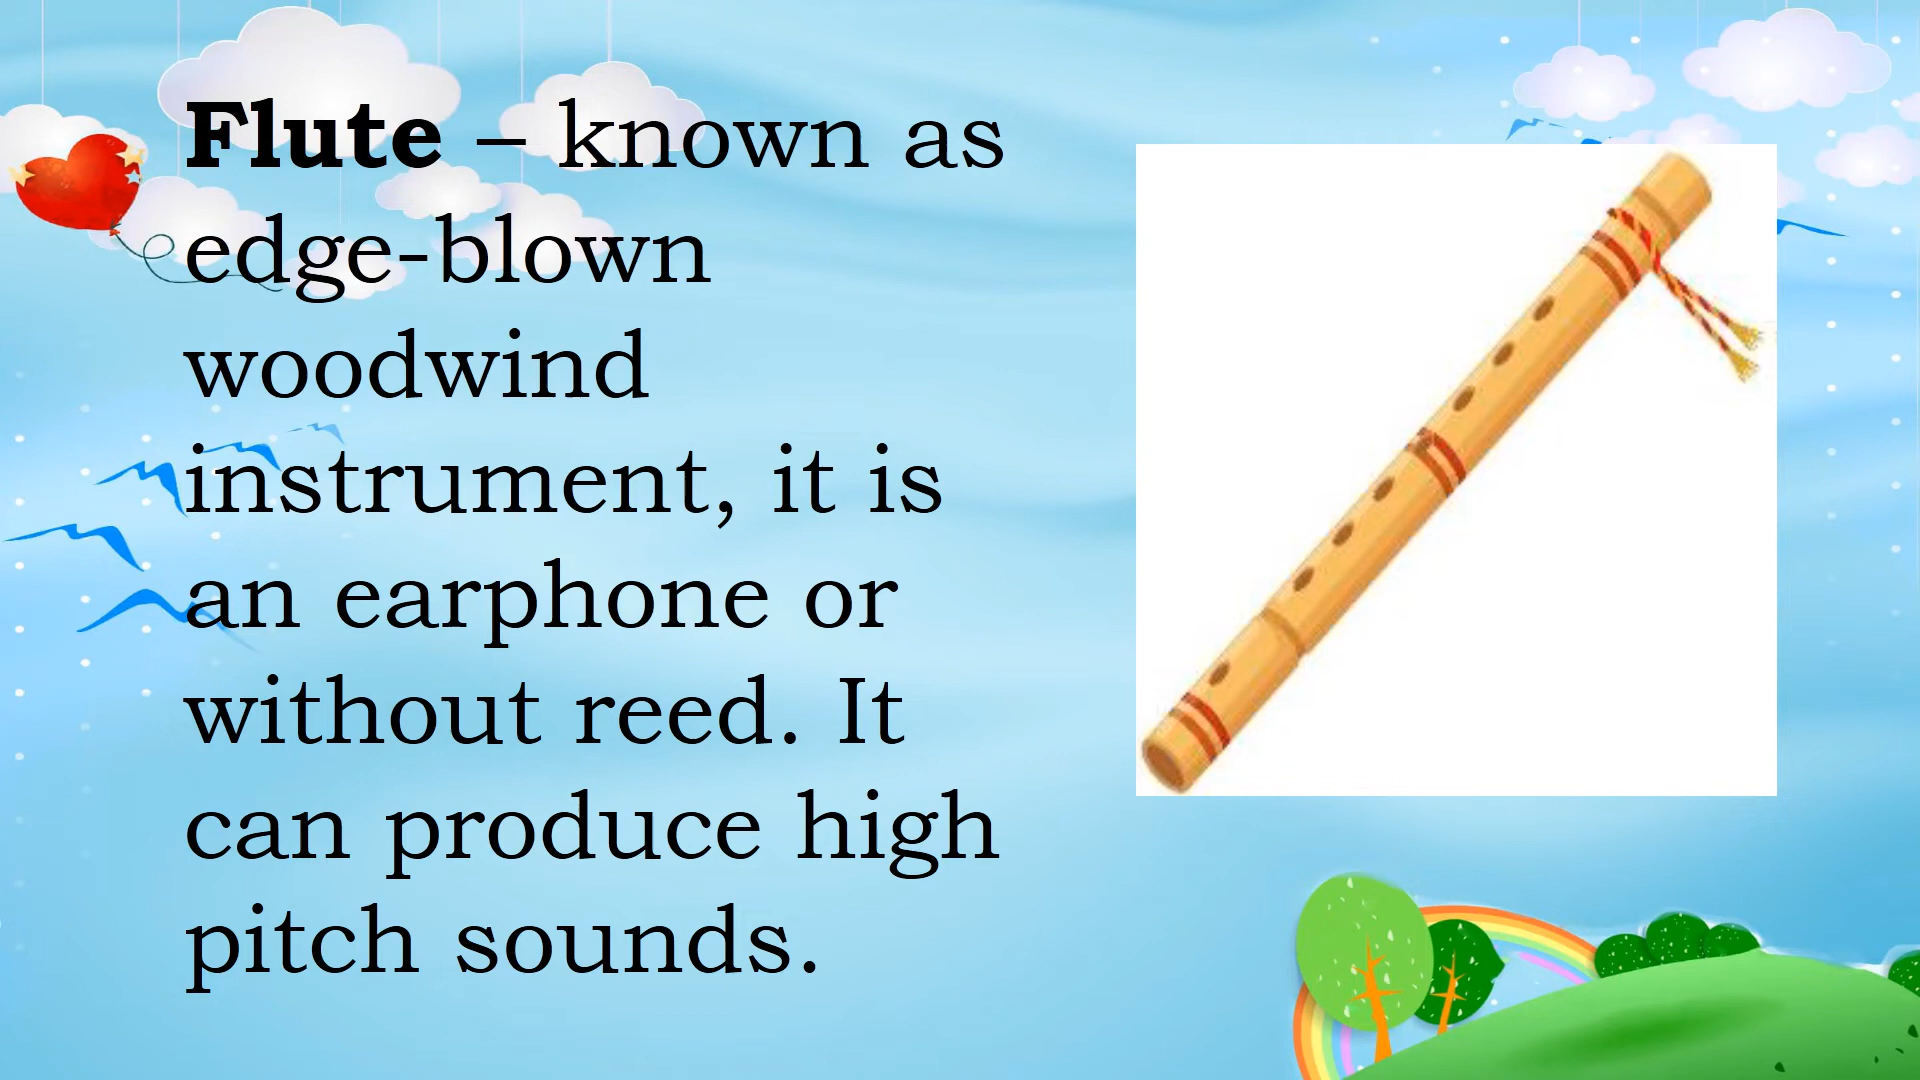 Flute – known as
edge-blown
woodwind
instrument, it is
an earphone or
without reed. It
can produce high
pitch sounds.